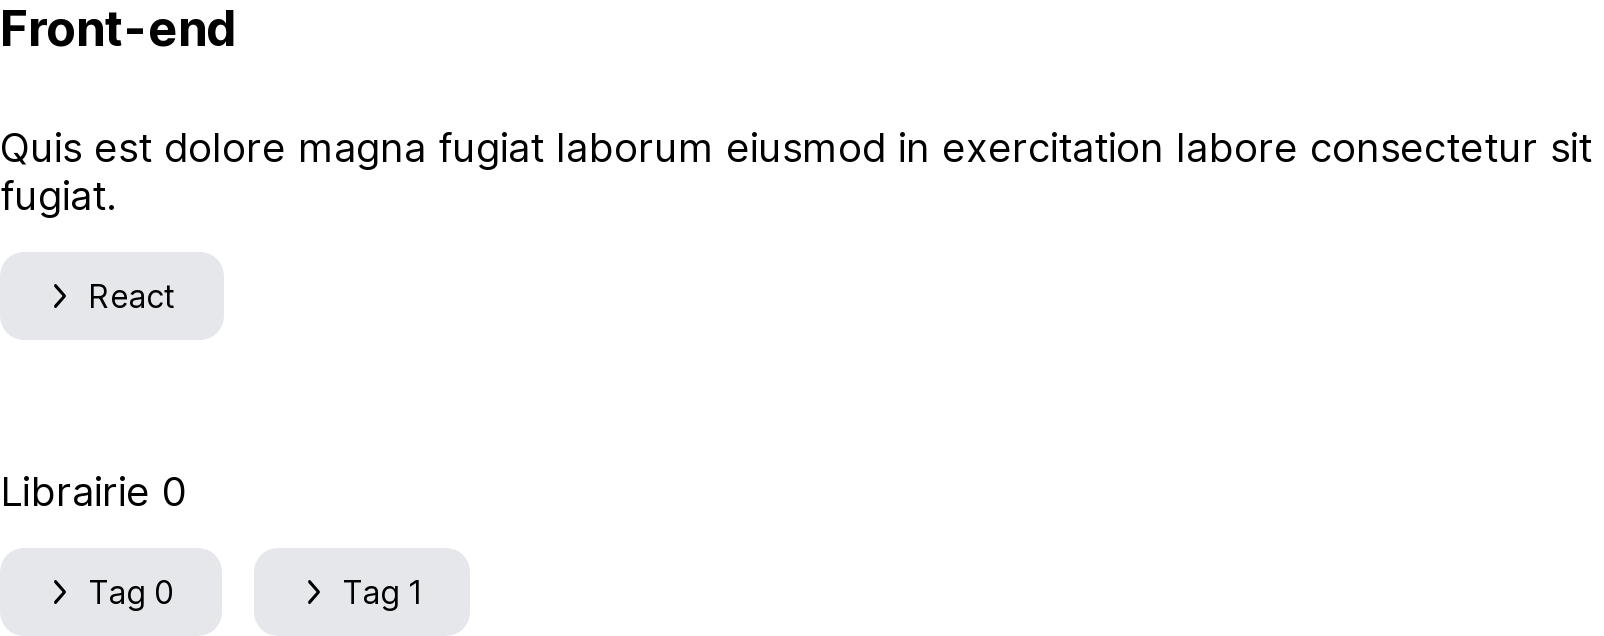 Front-end
Quis est dolore magna fugiat laborum eiusmod in exercitation labore consectetur sit
fugiat.
React
Librairie 0
Tag 0 Tag 1